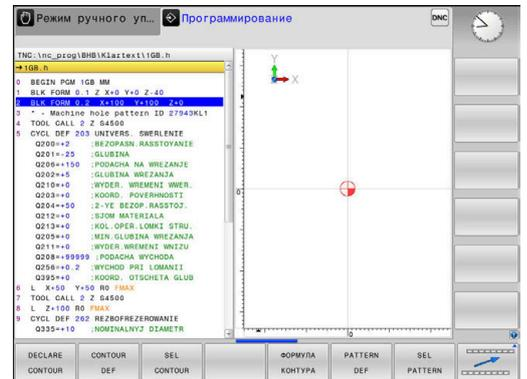 Режим ручного уп...
Программирование
DNC
TNC:\nc_prog\BHB\Klartext\1GB.h
→1GB.h
0 BEGIN PGM 1GB MM
1 BLK FORM 0.1 Z X+0 Y+0 Z-40
2 BLK FORM 0.2 X+100 Y+100 Z+0
3 * - Machine hole pattern ID 27943KL1
4 TOOL CALL 2 Z S4500
5 CYCL DEF 203 UNIVERS. SWERLENIE
Q200=+2 ;BEZOPASN.RASSTOYANIE
Q201=-25 ;GLUBINA
Q206=+150 ;PODACHA NA WREZANJE
Q202=+5 ;GLUBINA WREZANJA
Q210=+0 ;WYDER. WREMENI WWER.
Q203=+0 ;KOORD. POVERHNOSTI
Q204=+50 ;2-YE BEZOP.RASSTOJ.
Q212=+0 ;SJOM MATERIALA
Q213=+0 ;KOL.OPER.LOMKI STRU.
Q205=+0 ;MIN.GLUBINA WREZANJA
Q211=+0 ;WYDER.WREMENI WNIZU
Q208=+99999 ;PODACHA WYCHODA
Q256=+0.2 ;WYCHOD PRI LOMANII
Q395=+0 ;KOORD. OTSCHETA GLUB
6 L X+50 Y+50 R0 FMAX
7 TOOL CALL 2 Z S4500
8 L Z+100 R0 FMAX
9 CYCL DEF 262 REZBOFREZEROWANIE
Q335=+10 ;NOMINALNYJ DIAMETR
Y
X
0
0
DECLARE CONTOUR
CONTOUR DEF
SEL CONTOUR
ФОРМУЛА КОНТУРА
PATTERN DEF
SEL PATTERN